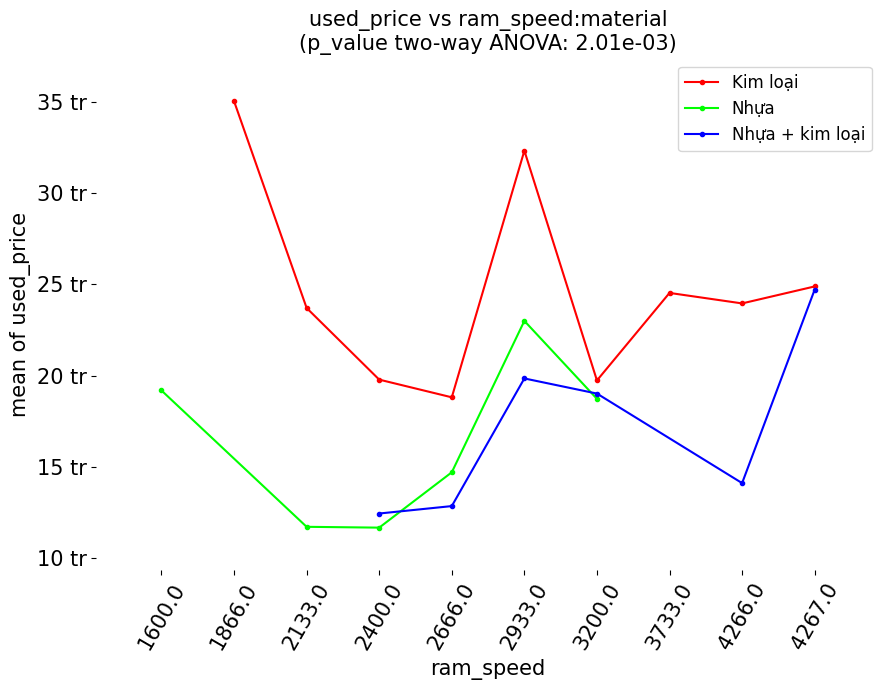 used_price vs ram_speed:material
(p_value two-way ANOVA: 2.01e-03)
Kim loại
Nhựa
Nhựa + kim loại
35 tr
30 tr
25 tr
20 tr
15 tr
10 tr
mean of used_price
1600.0
1866.0
2133.0
2400.0
2666.0
2933.0
3200.0
3733.0
4266.0
4267.0
ram_speed